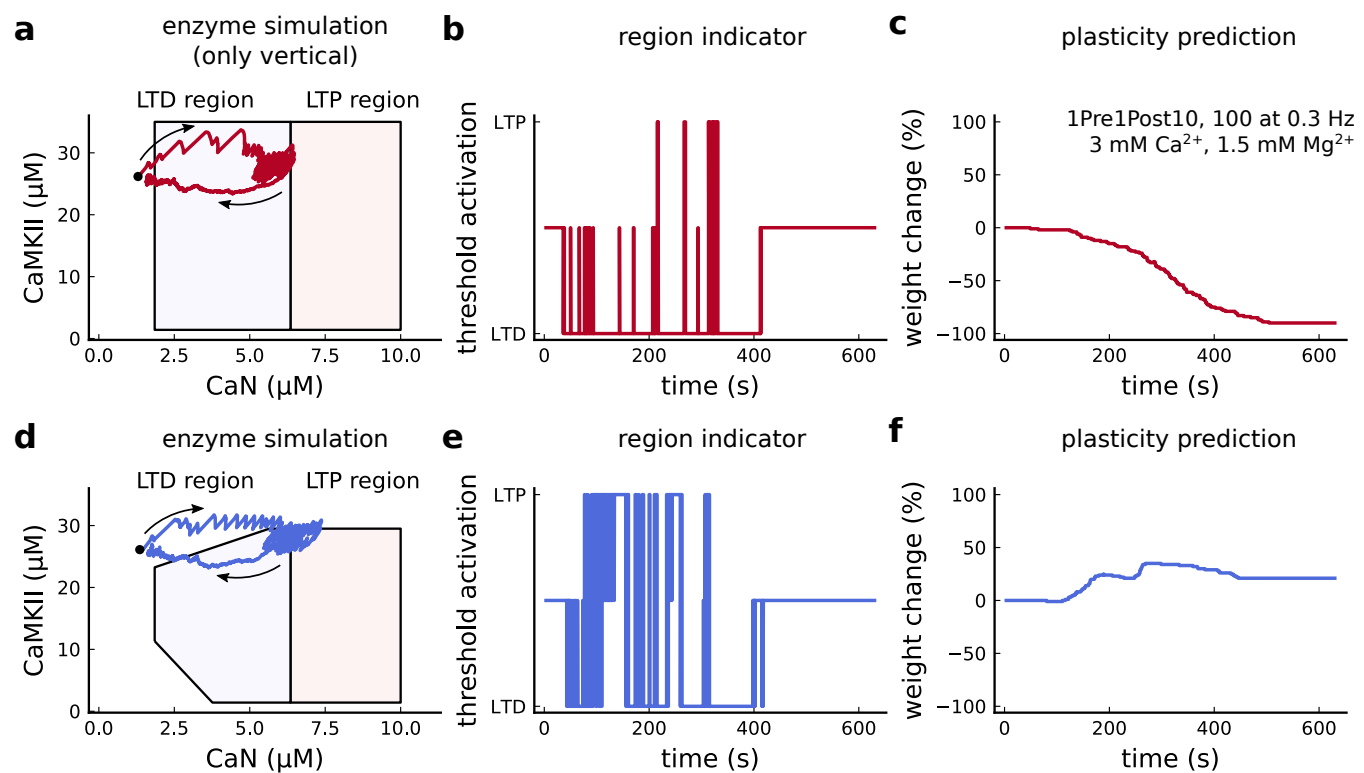 a
enzyme simulation
(only vertical)
LTD region
LTP region
CaMKII (μM)
30
20
10
0
0.0
2.5
5.0
7.5
10.0
CaN (μM)
b
region indicator
threshold activation
LTP
LTD
0
200
400
600
time (s)
c
plasticity prediction
1Pre1Post10, 100 at 0.3 Hz
3 mM Ca²⁺, 1.5 mM Mg²⁺
weight change (%)
100
50
0
−50
−100
0
200
400
600
time (s)
d
enzyme simulation
LTD region
LTP region
CaMKII (μM)
30
20
10
0
0.0
2.5
5.0
7.5
10.0
CaN (μM)
e
region indicator
threshold activation
LTP
LTD
0
200
400
600
time (s)
f
plasticity prediction
weight change (%)
100
50
0
−50
−100
0
200
400
600
time (s)